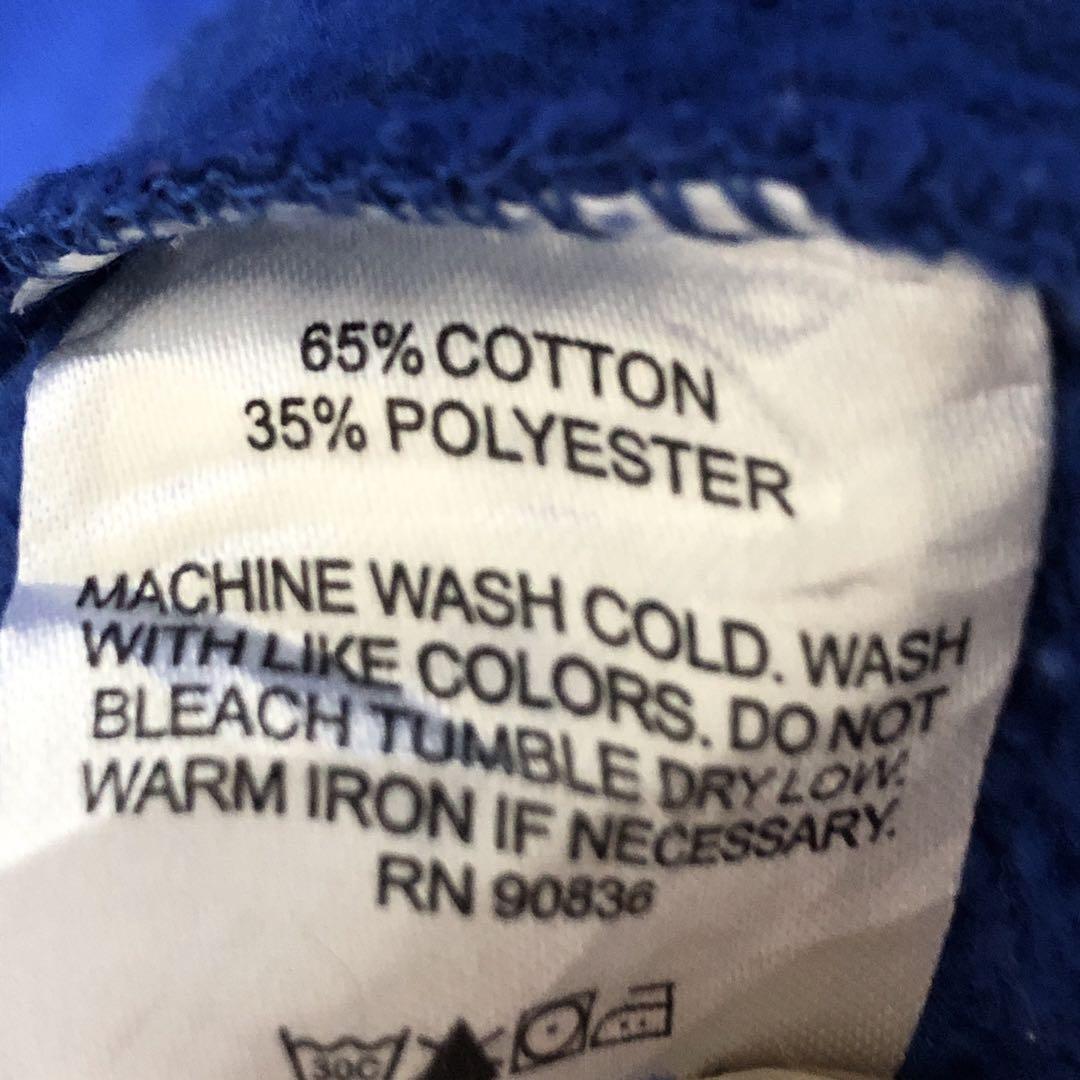 65% COTTON
35% POLYESTER
MACHINE WASH COLD. WASH
WITH LIKE COLORS. DO NOT
BLEACH TUMBLE DRY LOW.
WARM IRON IF NECESSARY.
RN 90836
30C